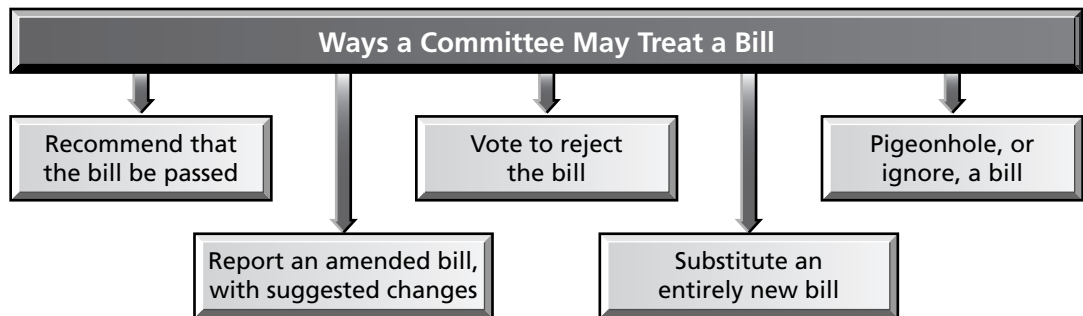 Ways a Committee May Treat a Bill
Recommend that
the bill be passed
Vote to reject
the bill
Pigeonhole, or
ignore, a bill
Report an amended bill,
with suggested changes
Substitute an
entirely new bill